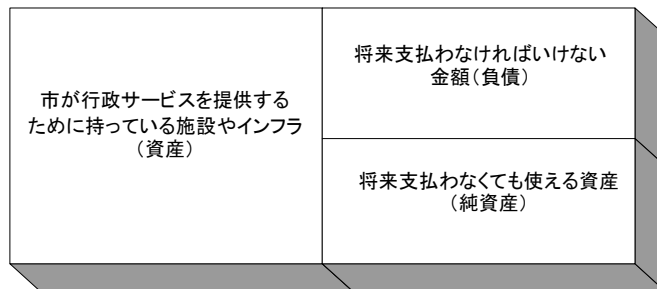 市が行政サービスを提供する
ために持っている施設やインフラ
（資産）
将来支払わなければいけない
金額（負債）
将来支払わなくても使える資産
（純資産）